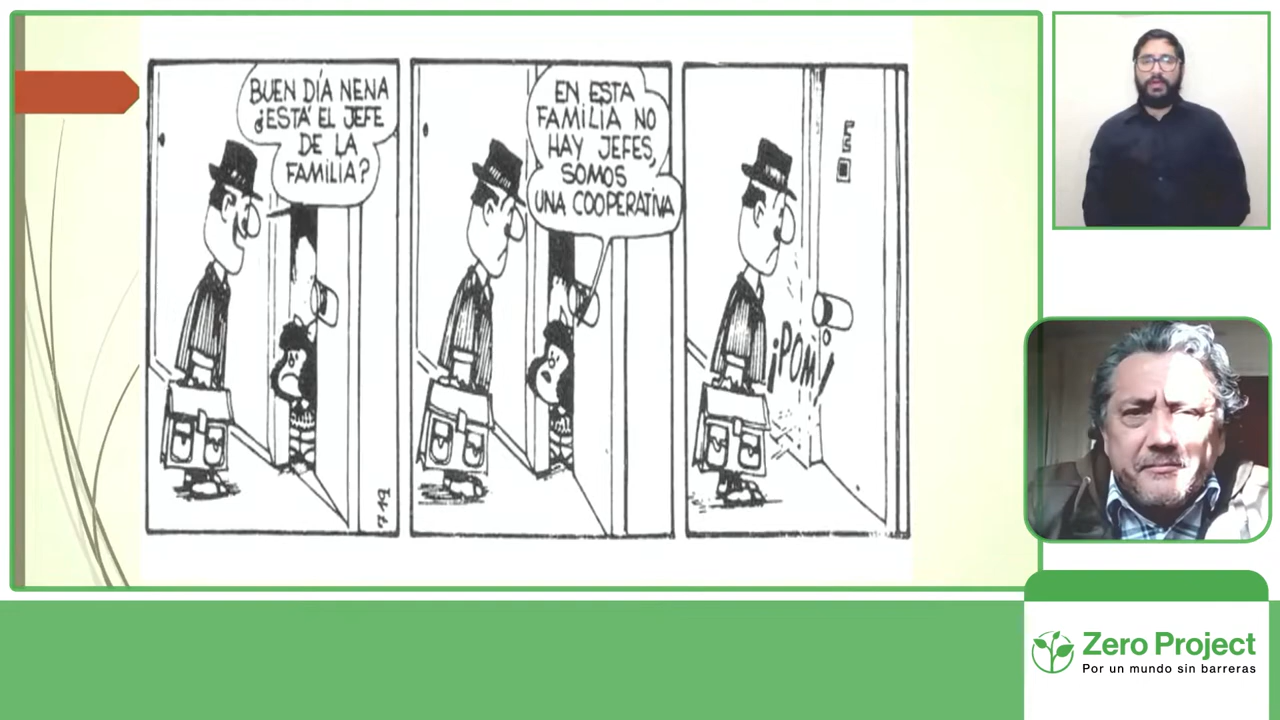 BUEN DÍA NENA
¿ESTÁ EL JEFE
DE LA
FAMILIA?
719
EN ESTA
FAMILIA NO
HAY JEFES,
SOMOS
UNA COOPERATIVA
¡POM!
Zero Project
Por un mundo sin barreras